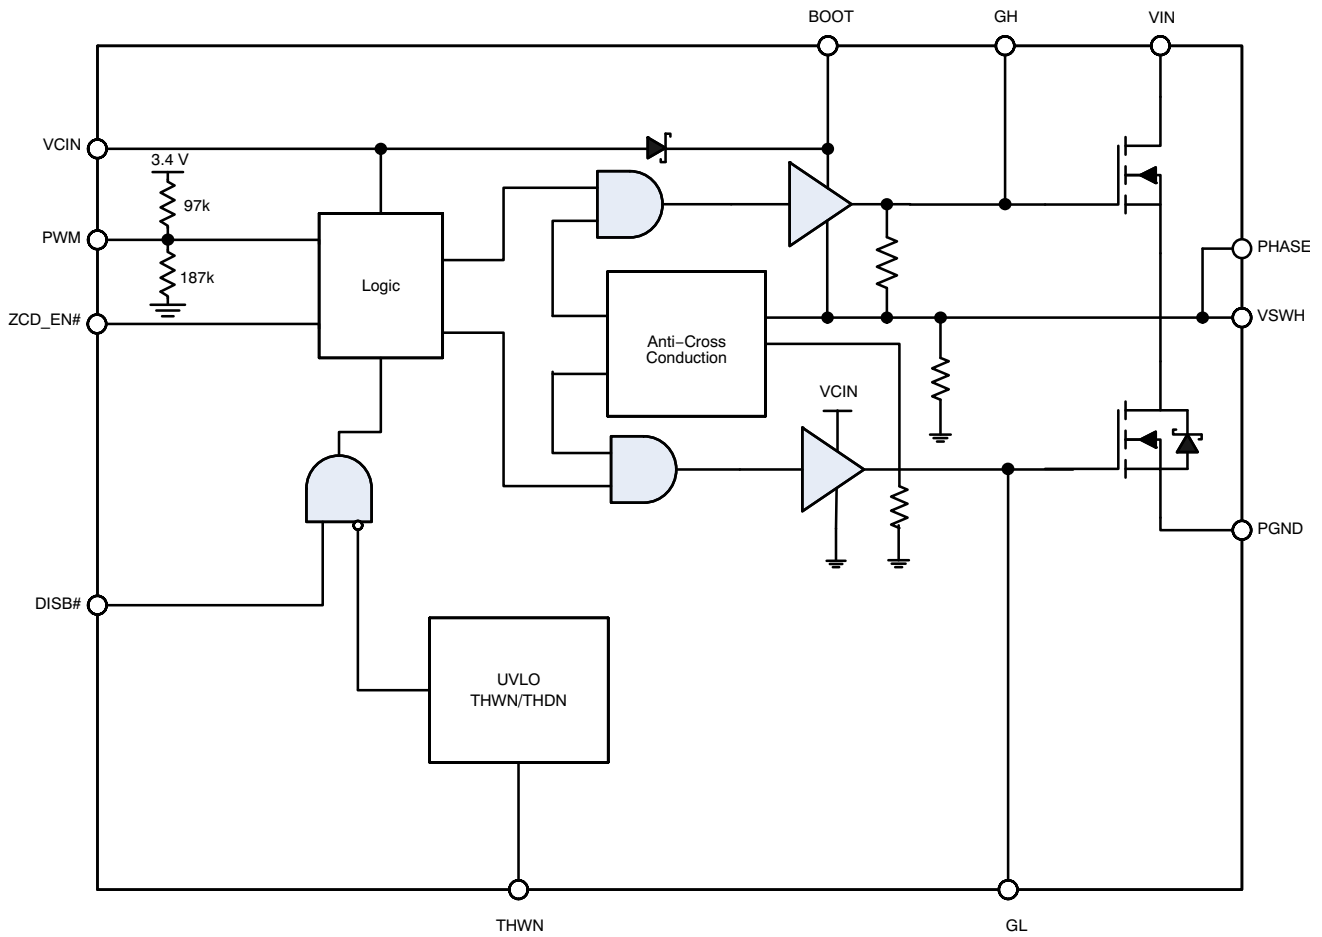 BOOT
GH
VIN
VCIN
3.4 V
97k
PWM
187k
ZCD_EN#
Logic
PHASE
VSWH
Anti−Cross
Conduction
VCIN
PGND
DISB#
UVLO
THWN/THDN
THWN
GL